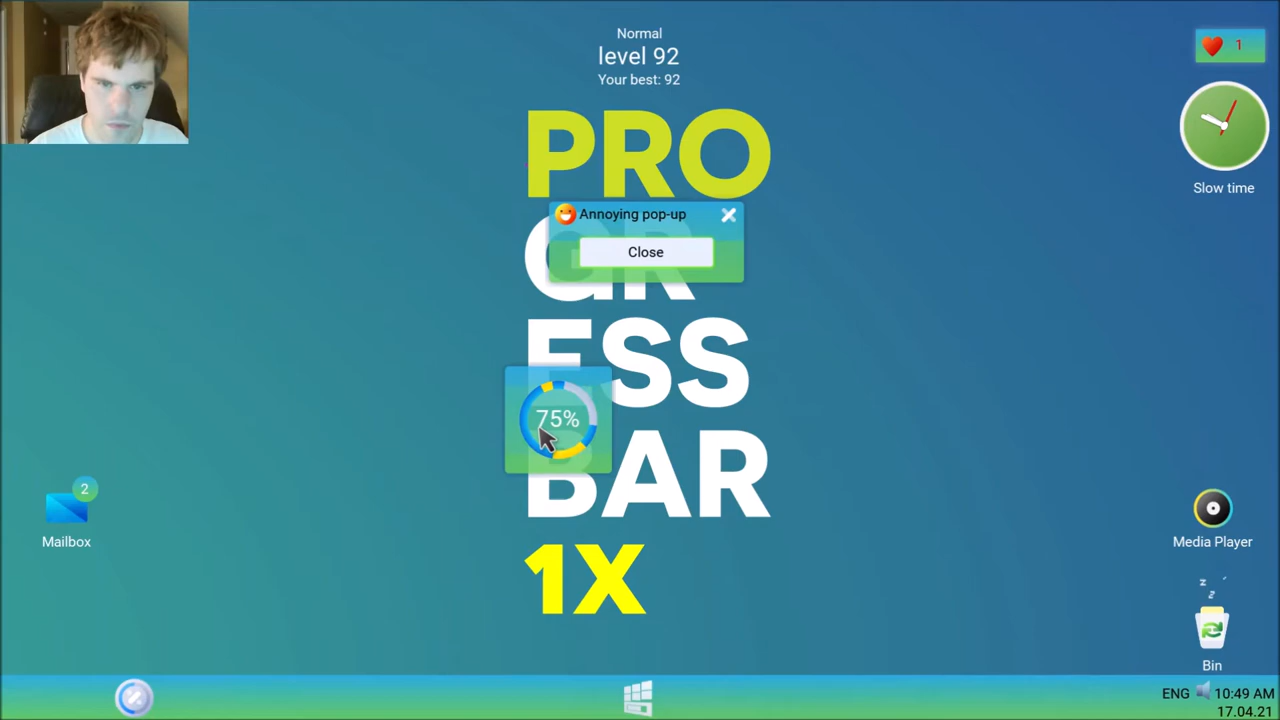 Normal
level 92
Your best: 92
1
Slow time
PRO
GR
ESS
BAR
1X
Annoying pop-up
Close
75%
2
Mailbox
Media Player
z
z
Bin
ENG 10:49 AM
17.04.21